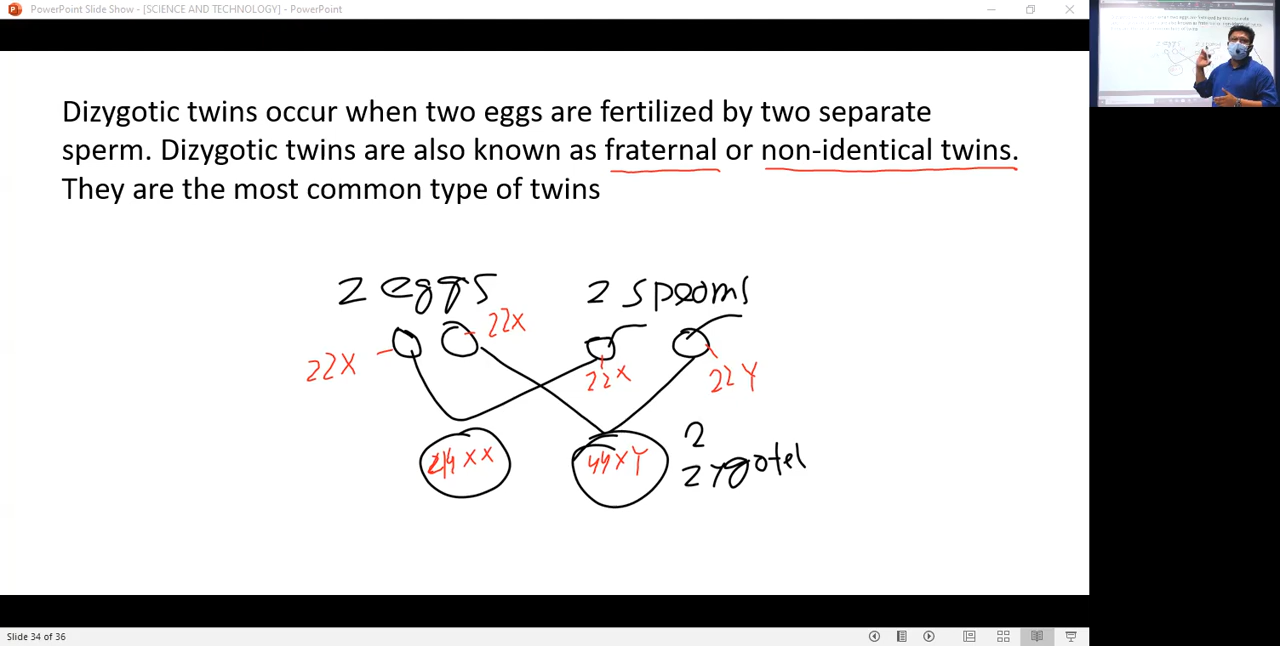 PowerPoint Slide Show - [SCIENCE AND TECHNOLOGY] - PowerPoint
Dizygotic twins occur when two eggs are fertilized by two separate
sperm. Dizygotic twins are also known as fraternal or non-identical twins.
They are the most common type of twins
2 eggs 2 sperms
22X
22X
22X
22Y
44XX
44XY
2
zygotes
Slide 34 of 36